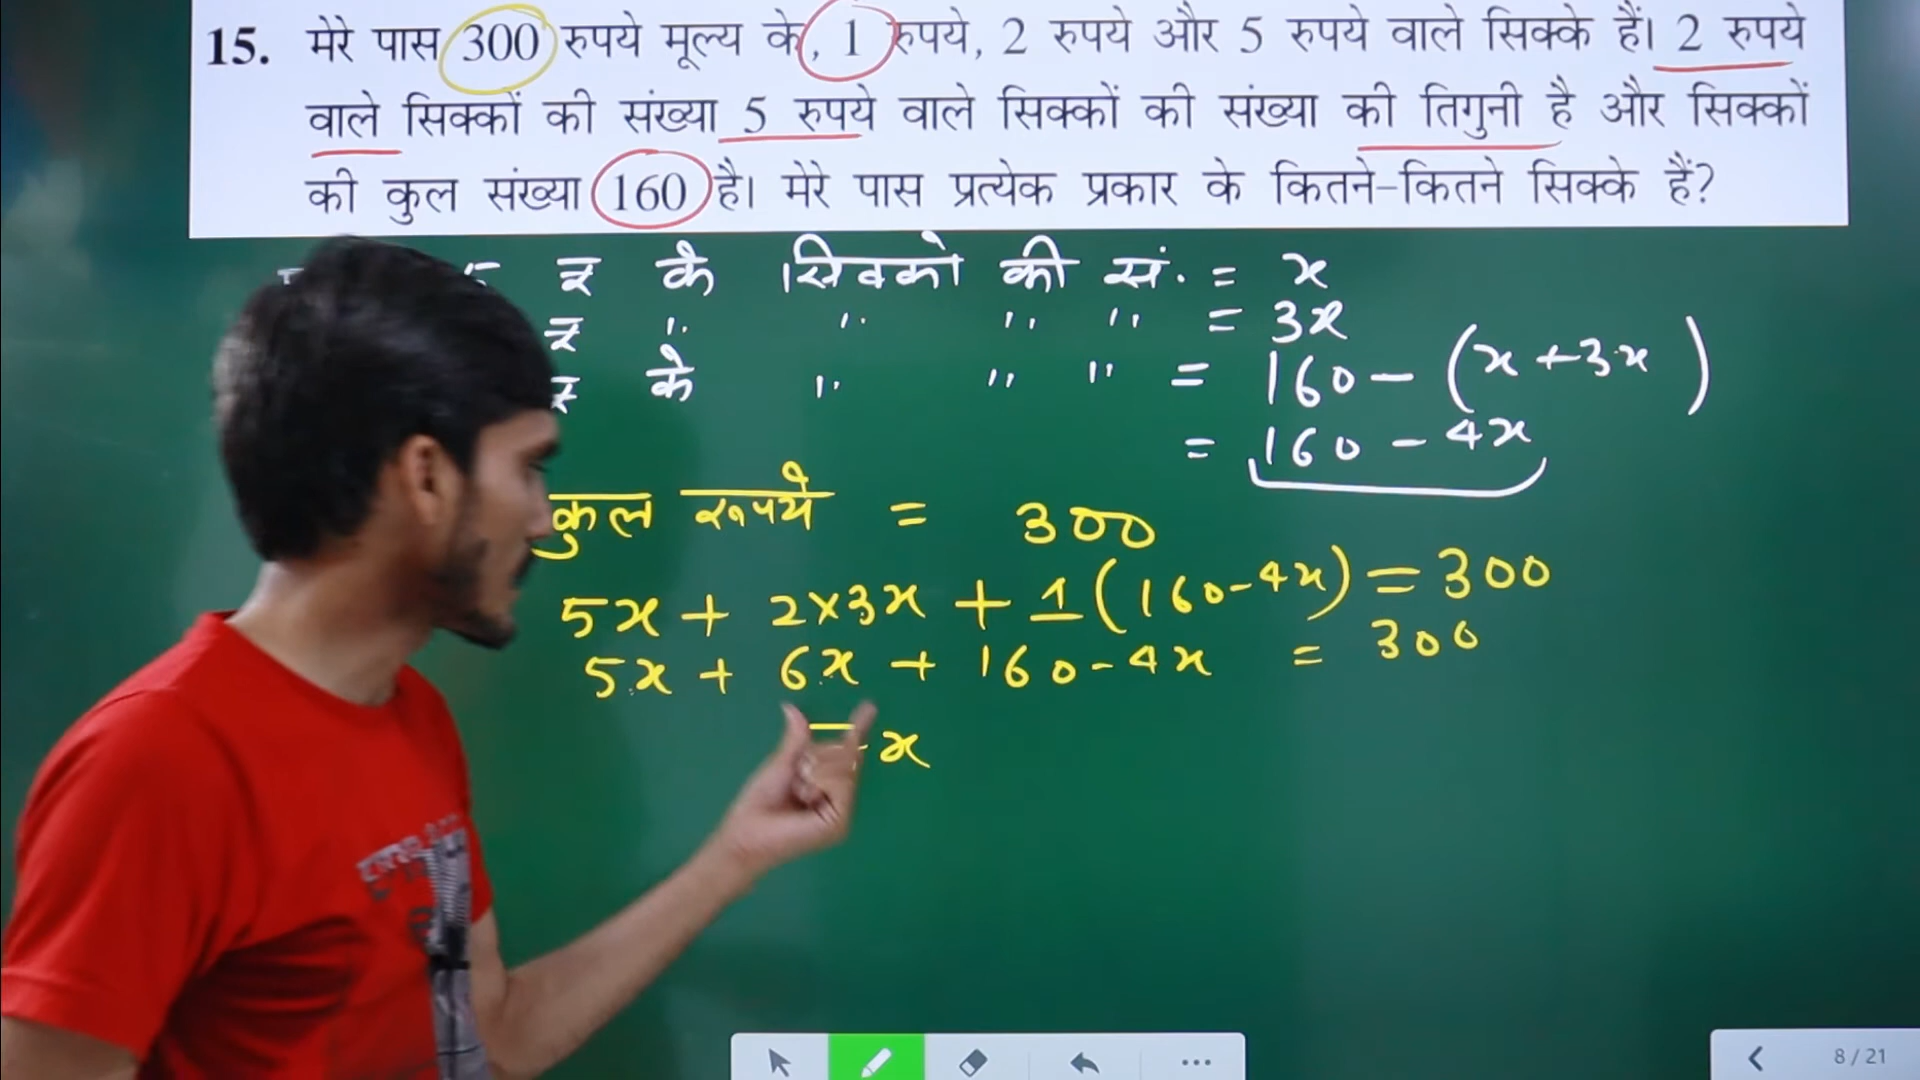 15. मेरे पास 300 रुपये मूल्य के, 1 रुपये, 2 रुपये और 5 रुपये वाले सिक्के हैं। 2 रुपये
वाले सिक्कों की संख्या 5 रुपये वाले सिक्कों की संख्या की तिगुनी है और सिक्कों
की कुल संख्या 160 है। मेरे पास प्रत्येक प्रकार के कितने-कितने सिक्के हैं?
रु के सिक्को की सं. = x
रु " " " " = 3x
रु के " " " = 160 - (x + 3x)
= 160 - 4x
कुल रूपये = 300
5x + 2×3x + 1(160-4x) = 300
5x + 6x + 160-4x = 300
x
8 / 21